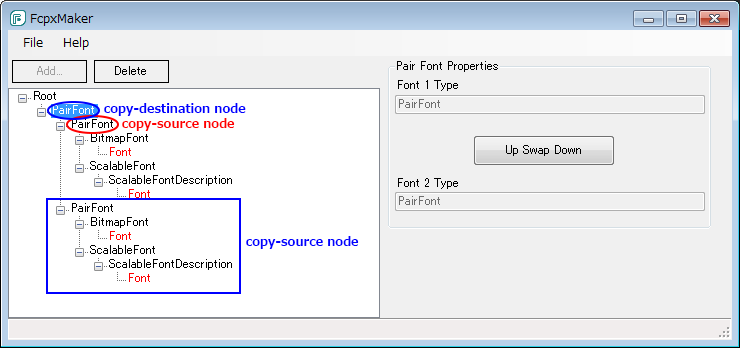 FcpxMaker
File Help
Add... Delete
Root
PairFont copy-destination node
PairFont copy-source node
BitmapFont
Font
ScalableFont
ScalableFontDescription
Font
PairFont
BitmapFont
Font
ScalableFont
ScalableFontDescription
Font
copy-source node
Pair Font Properties
Font 1 Type
PairFont
Up Swap Down
Font 2 Type
PairFont